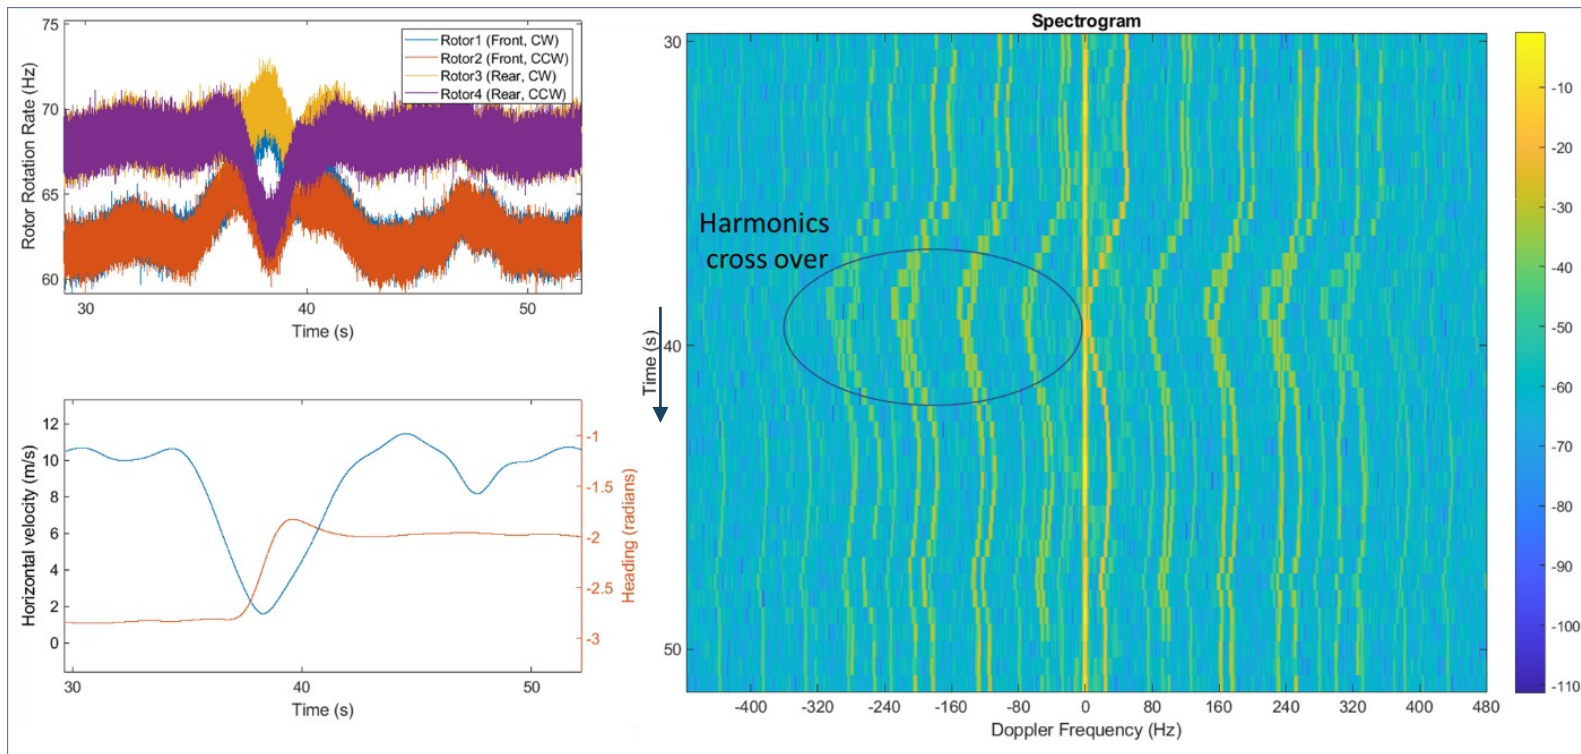 75
70
65
60
Rotor Rotation Rate (Hz)
Rotor1 (Front, CW)
Rotor2 (Front, CCW)
Rotor3 (Rear, CW)
Rotor4 (Rear, CCW)
30 40 50
Time (s)
12
10
8
6
4
2
0
Horizontal velocity (m/s)
-1
-1.5
-2
-2.5
-3
Heading (radians)
30 40 50
Time (s)
Spectrogram
30
40
50
Time (s)
Harmonics
cross over
-400 -320 -240 -160 -80 0 80 160 240 320 400 480
Doppler Frequency (Hz)
-10
-20
-30
-40
-50
-60
-70
-80
-90
-100
-110